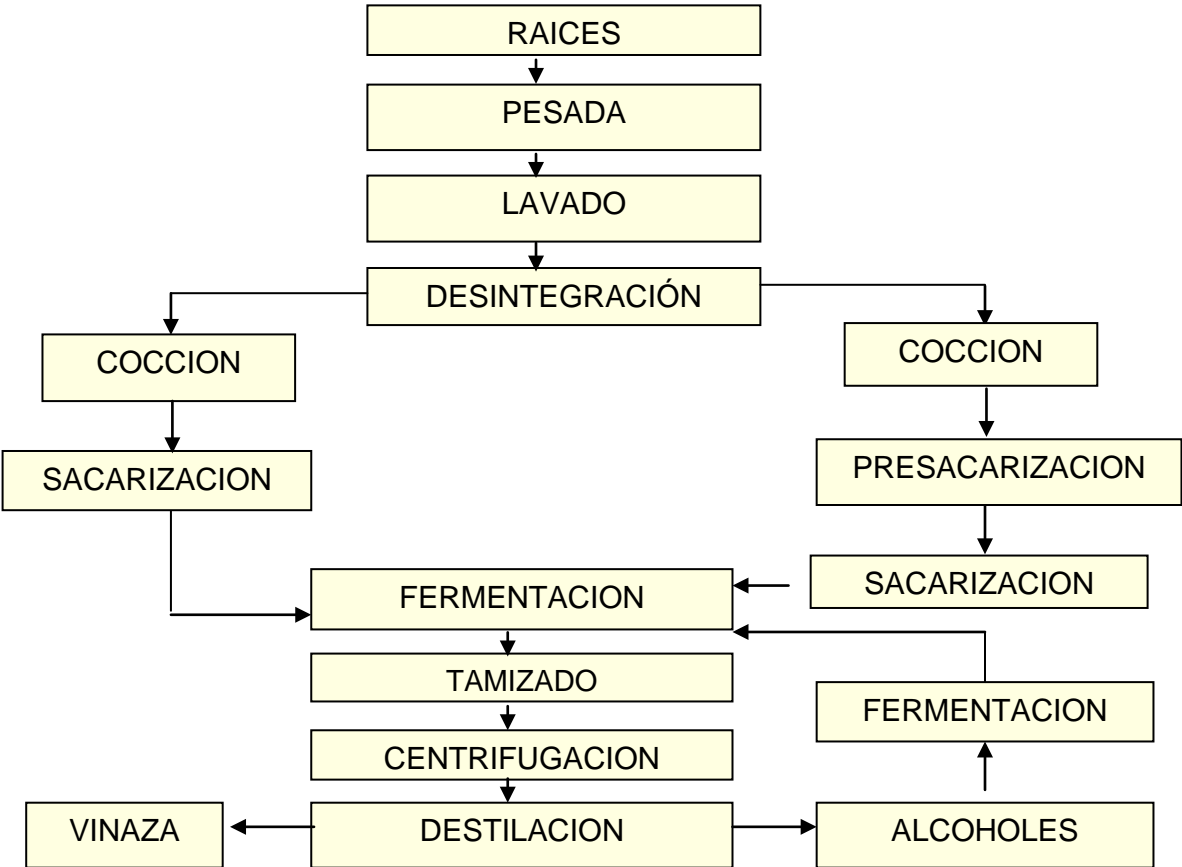 RAICES
PESADA
LAVADO
DESINTEGRACIÓN
COCCION
COCCION
SACARIZACION
PRESACARIZACION
SACARIZACION
FERMENTACION
TAMIZADO
FERMENTACION
CENTRIFUGACION
VINAZA
DESTILACION
ALCOHOLES